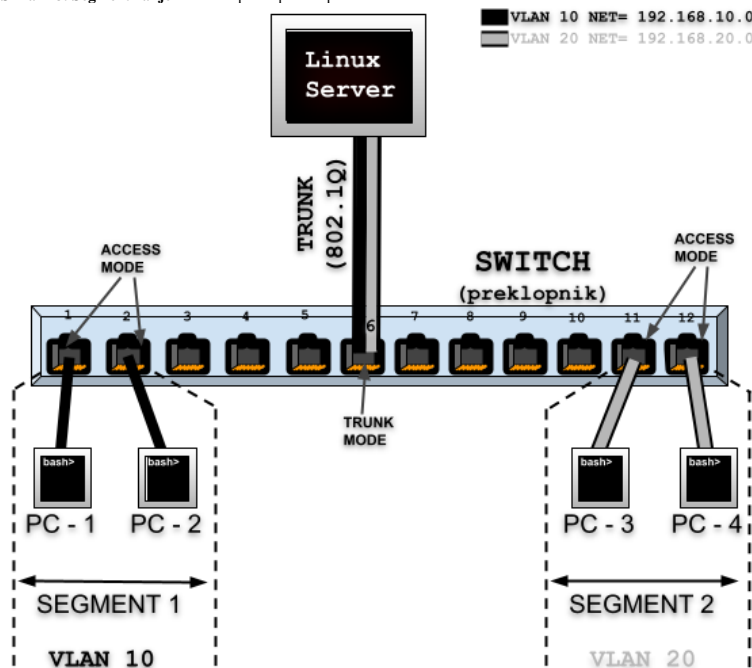 VLAN 10 NET= 192.168.10.0
VLAN 20 NET= 192.168.20.0
Linux
Server
TRUNK
(802.1Q)
ACCESS
MODE
SWITCH
(preklopnik)
ACCESS
MODE
1 2 3 4 5 6 7 8 9 10 11 12
TRUNK
MODE
bash> bash> bash> bash>
PC - 1 PC - 2 PC - 3 PC - 4
SEGMENT 1 SEGMENT 2
VLAN 10 VLAN 20